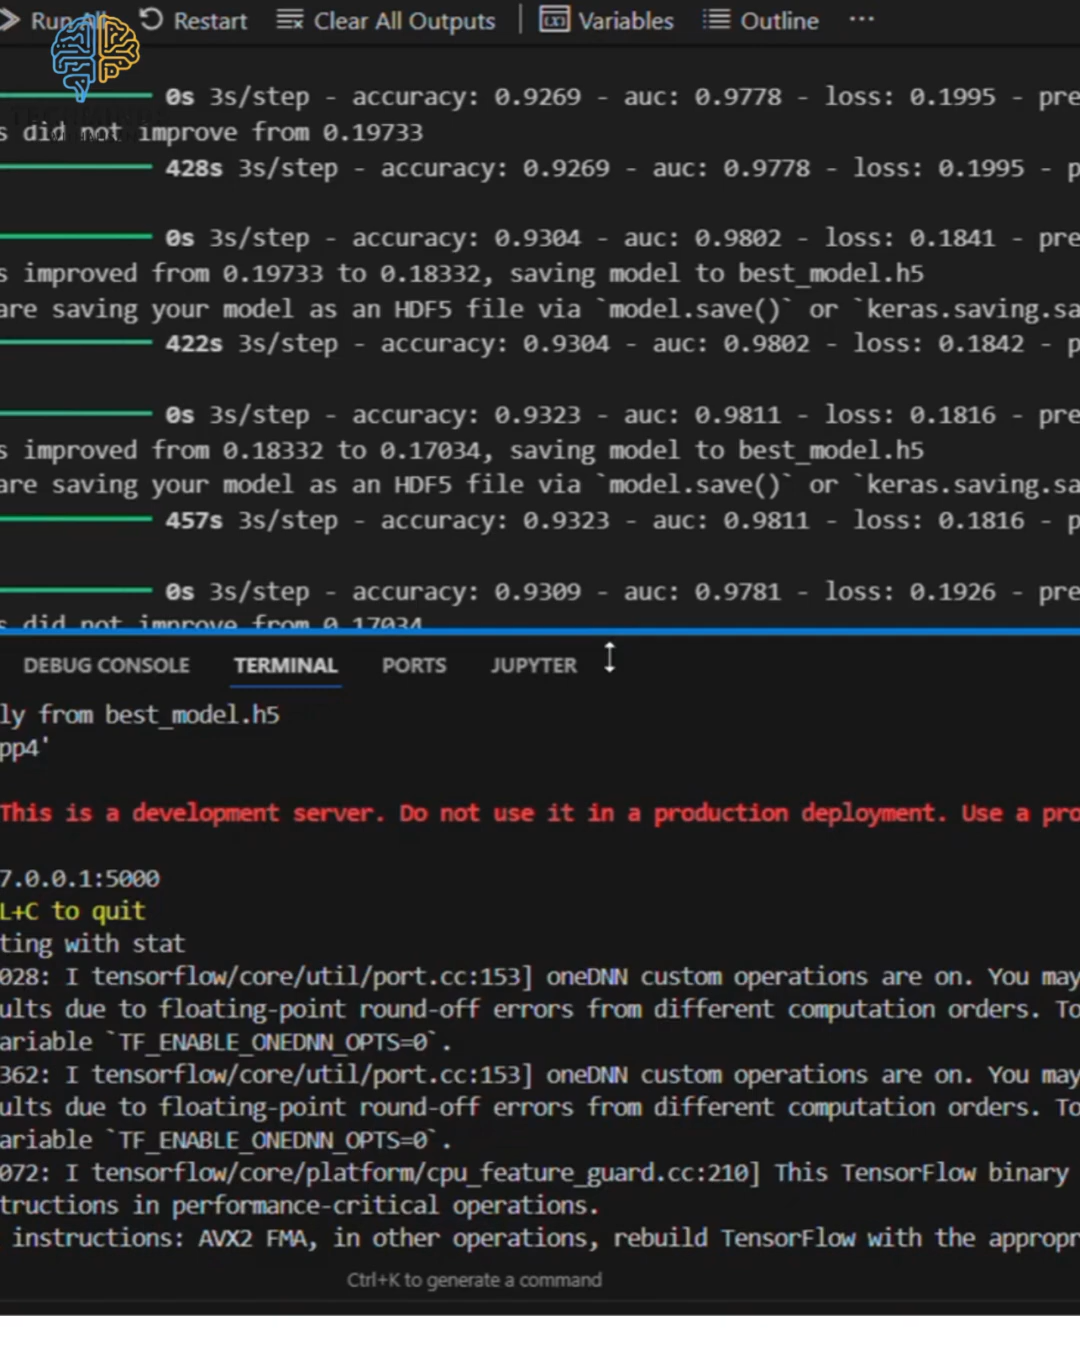 Run All Restart Clear All Outputs Variables Outline ...
0s 3s/step - accuracy: 0.9269 - auc: 0.9778 - loss: 0.1995 - pre
s did not improve from 0.19733
428s 3s/step - accuracy: 0.9269 - auc: 0.9778 - loss: 0.1995 - p
0s 3s/step - accuracy: 0.9304 - auc: 0.9802 - loss: 0.1841 - pre
s improved from 0.19733 to 0.18332, saving model to best_model.h5
are saving your model as an HDF5 file via `model.save()` or `keras.saving.sa
422s 3s/step - accuracy: 0.9304 - auc: 0.9802 - loss: 0.1842 - p
0s 3s/step - accuracy: 0.9323 - auc: 0.9811 - loss: 0.1816 - pre
s improved from 0.18332 to 0.17034, saving model to best_model.h5
are saving your model as an HDF5 file via `model.save()` or `keras.saving.sa
457s 3s/step - accuracy: 0.9323 - auc: 0.9811 - loss: 0.1816 - p
0s 3s/step - accuracy: 0.9309 - auc: 0.9781 - loss: 0.1926 - pre
s did not improve from 0.17034
DEBUG CONSOLE TERMINAL PORTS JUPYTER
ly from best_model.h5
pp4'
This is a development server. Do not use it in a production deployment. Use a pro
7.0.0.1:5000
L+C to quit
ting with stat
028: I tensorflow/core/util/port.cc:153] oneDNN custom operations are on. You may
ults due to floating-point round-off errors from different computation orders. To
ariable `TF_ENABLE_ONEDNN_OPTS=0`.
362: I tensorflow/core/util/port.cc:153] oneDNN custom operations are on. You may
ults due to floating-point round-off errors from different computation orders. To
ariable `TF_ENABLE_ONEDNN_OPTS=0`.
072: I tensorflow/core/platform/cpu_feature_guard.cc:210] This TensorFlow binary
tructions in performance-critical operations.
instructions: AVX2 FMA, in other operations, rebuild TensorFlow with the appropr
Ctrl+K to generate a command